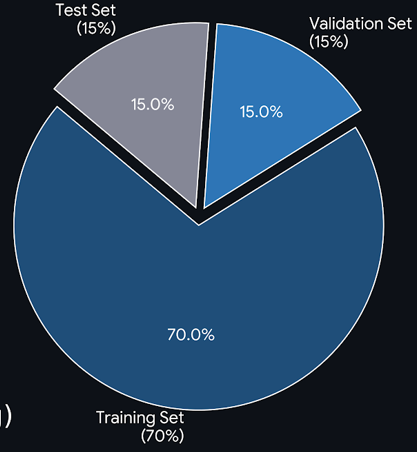 Test Set
(15%)
Validation Set
(15%)
15.0%
15.0%
70.0%
)
Training Set
(70%)